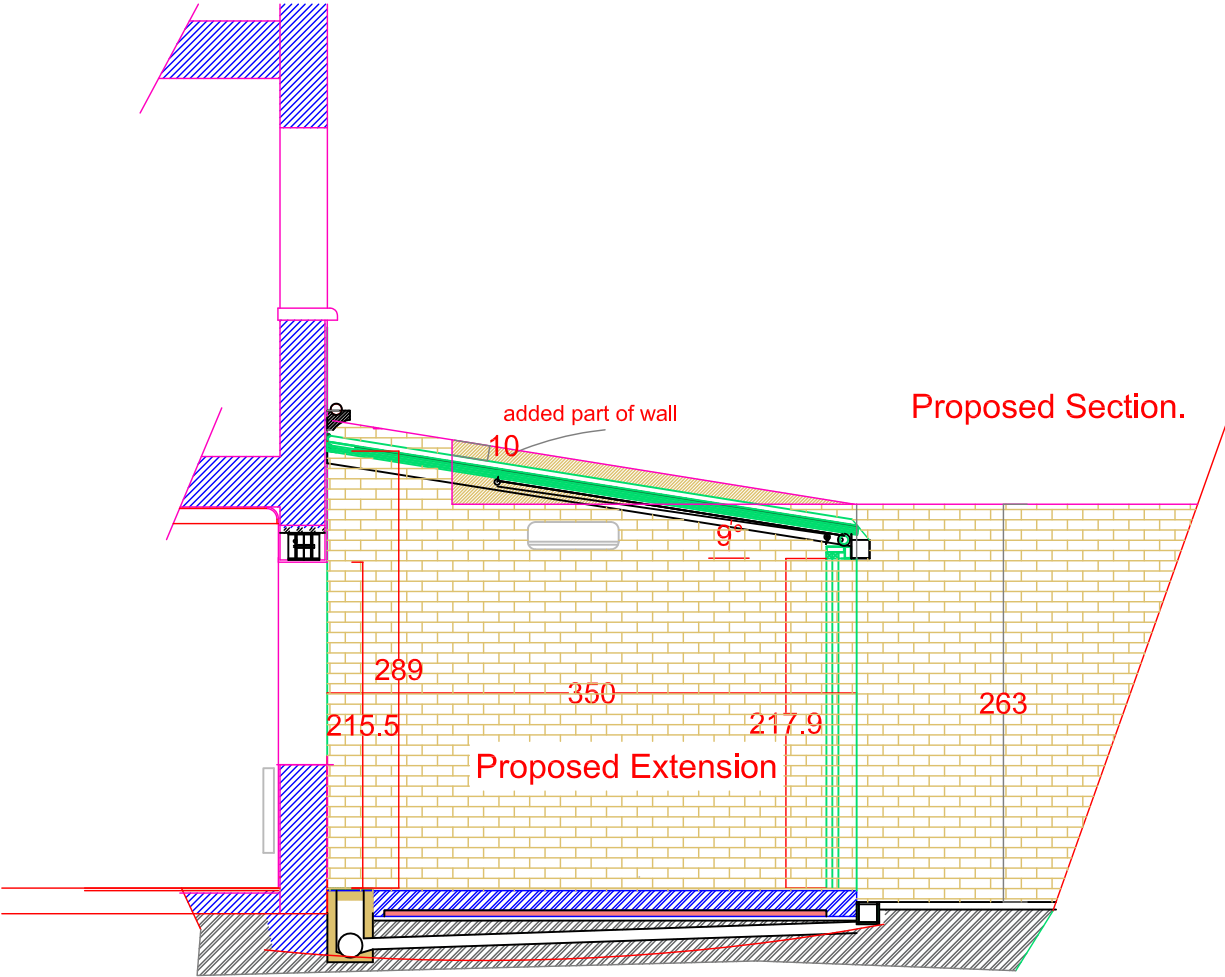 Proposed Section.
added part of wall
10
9°
289
350
263
215.5
217.9
Proposed Extension